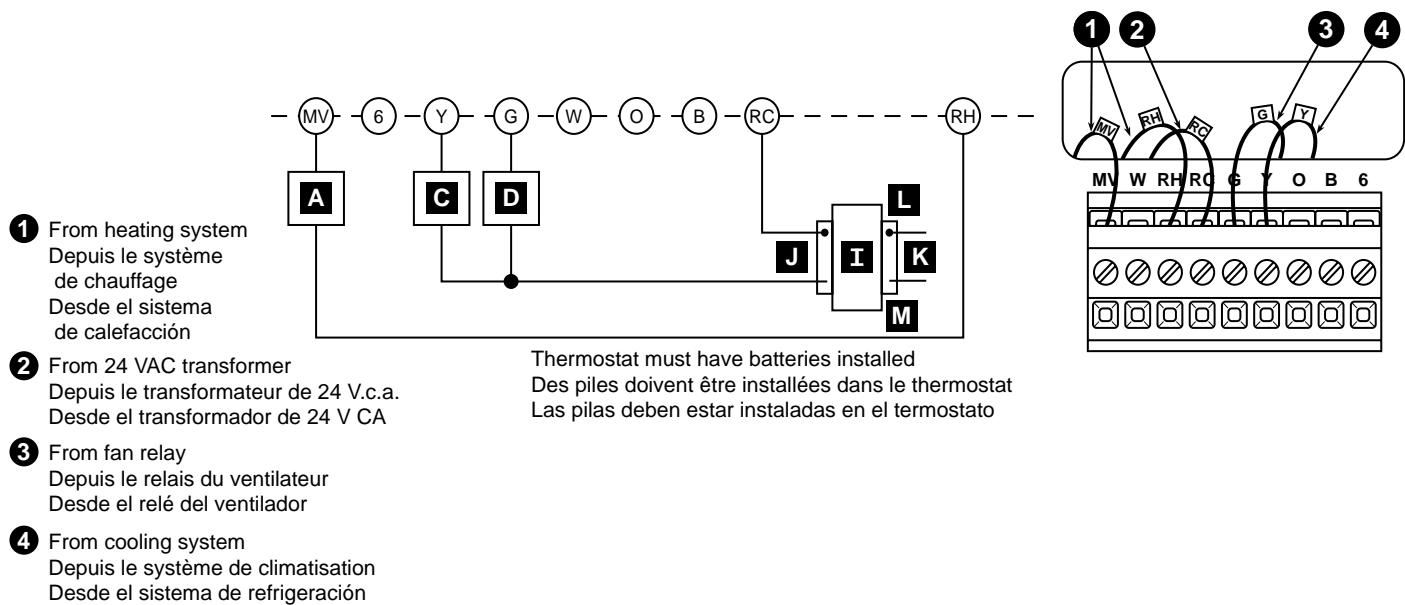 1 2 3 4
MV 6 Y G W O B RC RH
MV RH RC G Y
MV W RH RC G Y O B 6
A C D
L
J I K
M
1 From heating system
Depuis le système
de chauffage
Desde el sistema
de calefacción
2 From 24 VAC transformer
Depuis le transformateur de 24 V.c.a.
Desde el transformador de 24 V CA
Thermostat must have batteries installed
Des piles doivent être installées dans le thermostat
Las pilas deben estar instaladas en el termostato
3 From fan relay
Depuis le relais du ventilateur
Desde el relé del ventilador
4 From cooling system
Depuis le système de climatisation
Desde el sistema de refrigeración